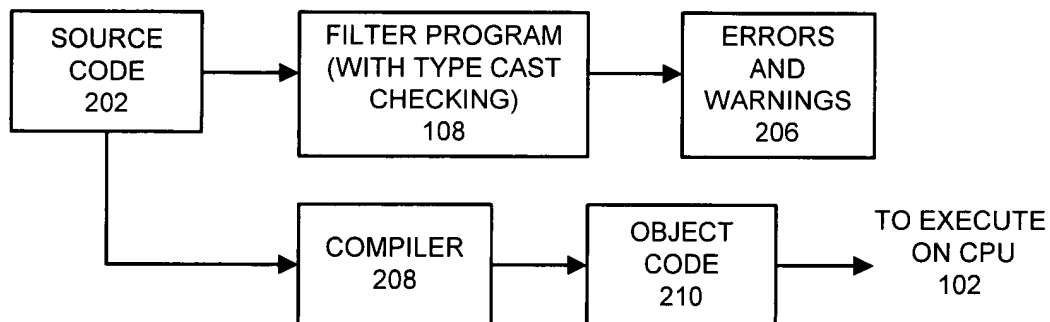 SOURCE
CODE
202
FILTER PROGRAM
(WITH TYPE CAST
CHECKING)
108
ERRORS
AND
WARNINGS
206
COMPILER
208
OBJECT
CODE
210
TO EXECUTE
ON CPU
102